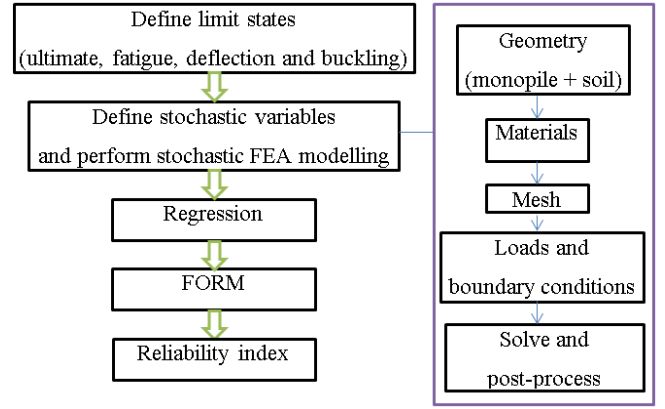 Define limit states
(ultimate, fatigue, deflection and buckling)
Define stochastic variables
and perform stochastic FEA modelling
Regression
FORM
Reliability index
Geometry
(monopile + soil)
Materials
Mesh
Loads and
boundary conditions
Solve and
post-process